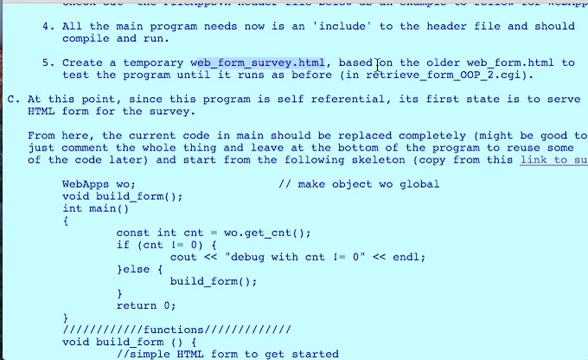 4. All the main program needs now is an 'include' to the header file and should
compile and run.
5. Create a temporary web_form_survey.html, based on the older web_form.html to
test the program until it runs as before (in retrieve_form_OOP_2.cgi).
C. At this point, since this program is self referential, its first state is to serve
HTML form for the survey.
From here, the current code in main should be replaced completely (might be good to
just comment the whole thing and leave at the bottom of the program to reuse some
of the code later) and start from the following skeleton (copy from this link to su
WebApps wo; // make object wo global
void build_form();
int main()
{
const int cnt = wo.get_cnt();
if (cnt != 0) {
cout << "debug with cnt != 0" << endl;
}else {
build_form();
}
return 0;
}
////////////functions/////////////
void build_form () {
//simple HTML form to get started